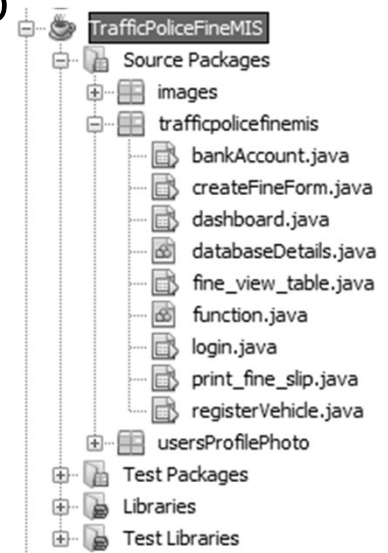 TrafficPoliceFineMIS
Source Packages
images
trafficpolicefinemis
bankAccount.java
createFineForm.java
dashboard.java
databaseDetails.java
fine_view_table.java
function.java
login.java
print_fine_slip.java
registerVehicle.java
usersProfilePhoto
Test Packages
Libraries
Test Libraries